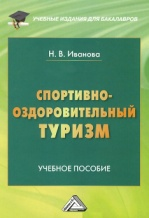 УЧЕБНЫЕ ИЗДАНИЯ ДЛЯ БАКАЛАВРОВ
Н. В. Иванова
СПОРТИВНО-
ОЗДОРОВИТЕЛЬНЫЙ
ТУРИЗМ
УЧЕБНОЕ ПОСОБИЕ